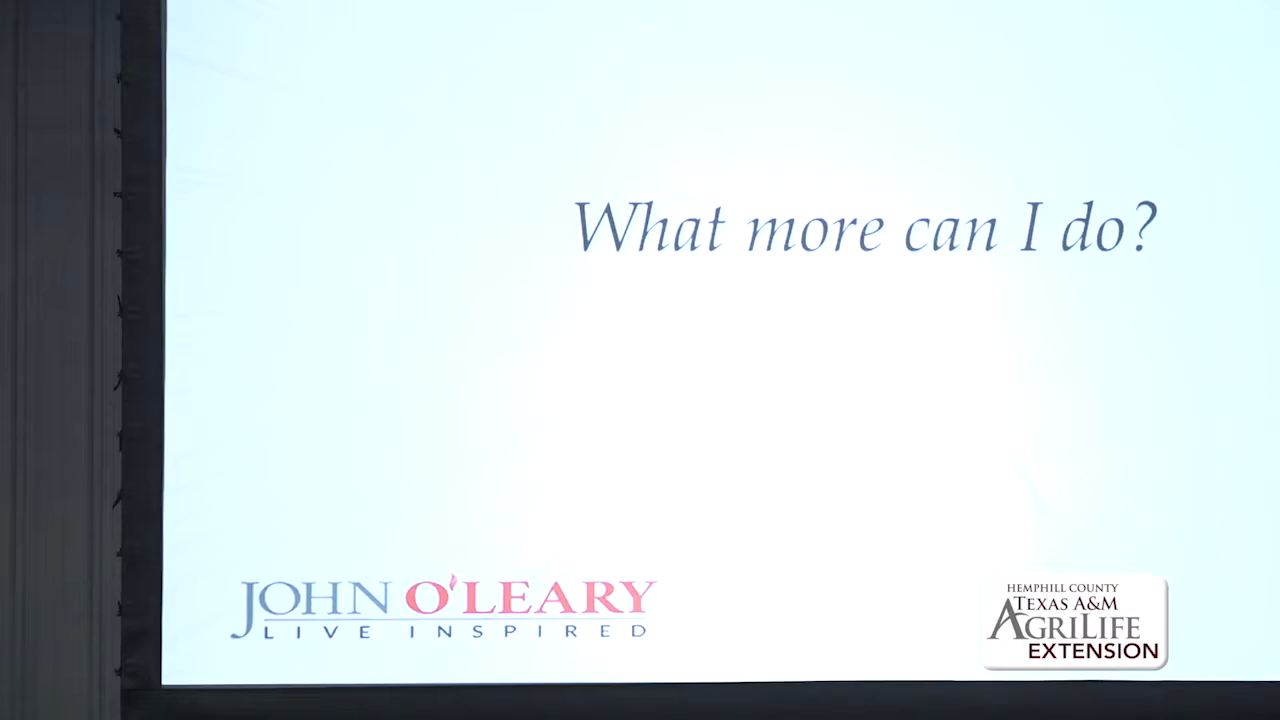 What more can I do?
JOHN O'LEARY
LIVE INSPIRED
HEMPHILL COUNTY
TEXAS A&M
AGRILIFE
EXTENSION